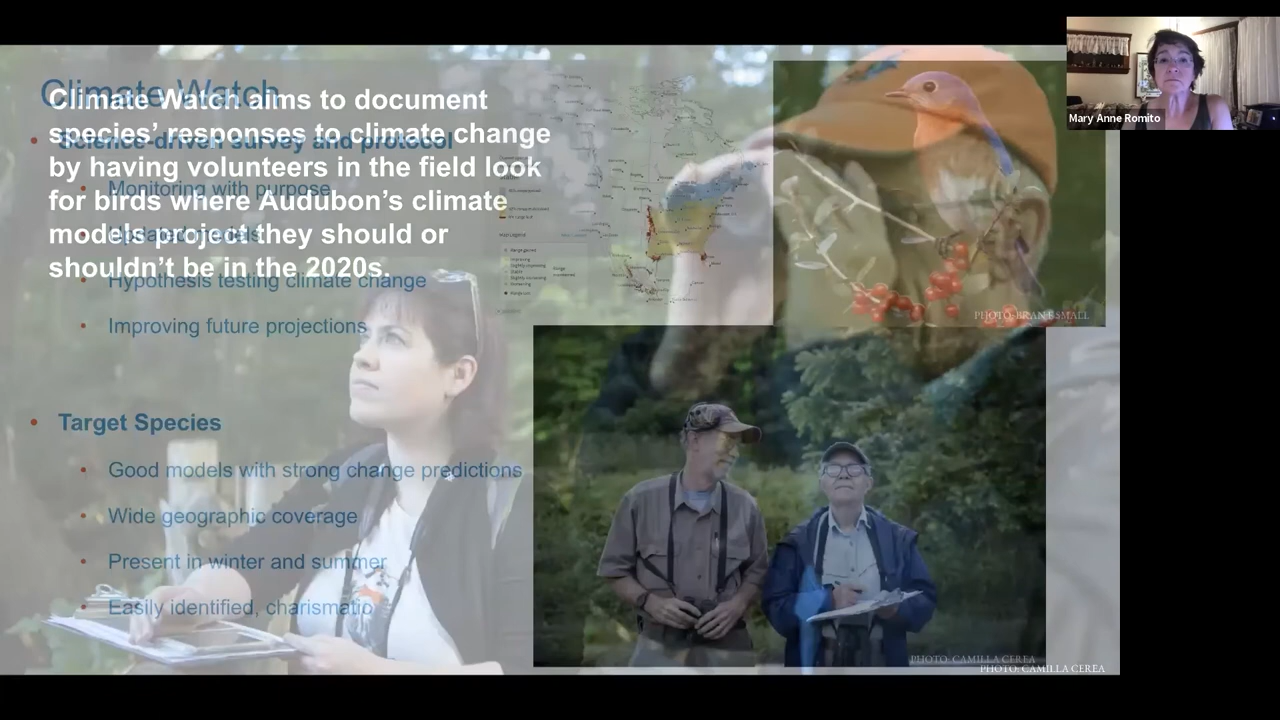 Climate Watch
Climate Watch aims to document
species’ responses to climate change
by having volunteers in the field look
for birds where Audubon’s climate
models project they should or
shouldn’t be in the 2020s.
• Science-driven survey and protocol
• Monitoring with purpose
• Updated models
• Hypothesis testing climate change
• Improving future projections
• Target Species
• Good models with strong change predictions
• Wide geographic coverage
• Present in winter and summer
• Easily identified, charismatic
PHOTO: BRIAN E SMALL
PHOTO: CAMILLA CEREA
PHOTO: CAMILLA CEREA
Mary Anne Romito